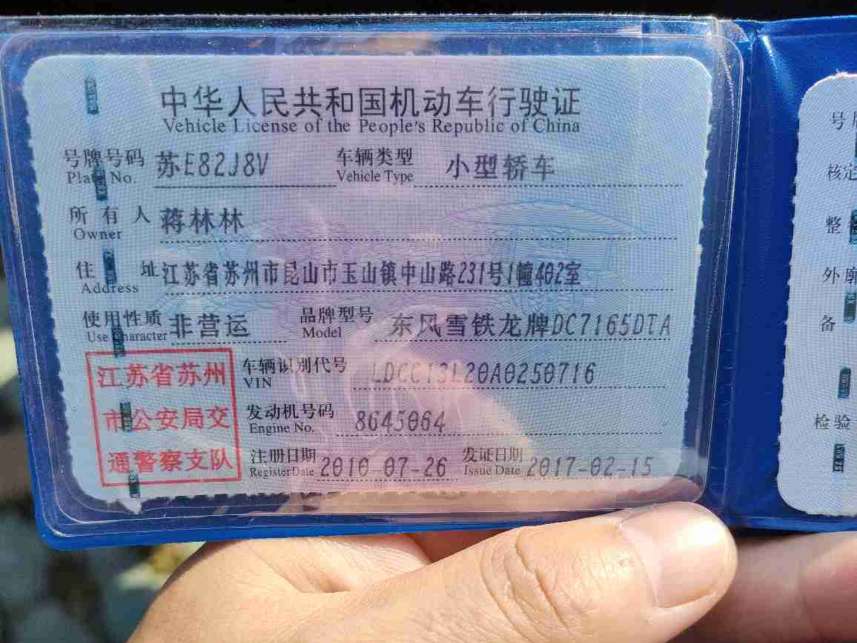 中华人民共和国机动车行驶证
Vehicle License of the People's Republic of China
号牌号码 苏E82J8V 车辆类型 小型轿车
Plate No. Vehicle Type
所有人 蒋林林
Owner
住址 江苏省苏州市昆山市玉山镇中山路231号1幢402室
Address
使用性质 非营运 品牌型号 东风雪铁龙牌DC7165DTA
Use Character Model
江苏省苏州
市公安局交
通警察支队
车辆识别代号 LDCC13L20A0250716
VIN
发动机号码 8645064
Engine No.
注册日期 2010-07-26 发证日期 2017-02-15
Register Date Issue Date
号
核定
整
外廓
备
检验